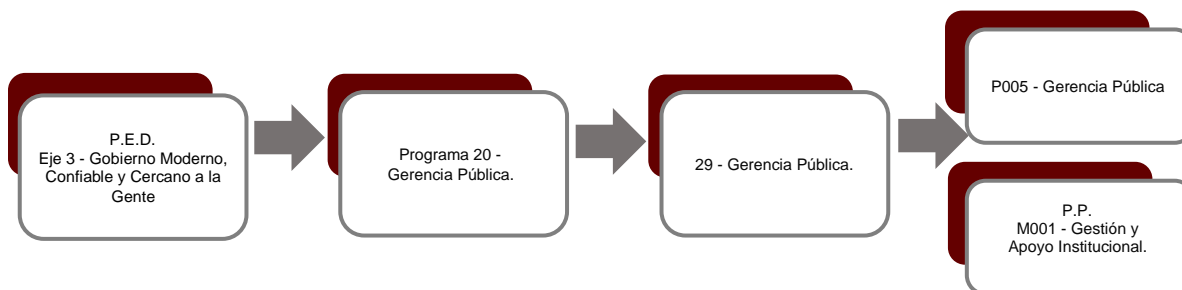 P.E.D.
Eje 3 - Gobierno Moderno,
Confiable y Cercano a la
Gente
Programa 20 -
Gerencia Pública.
29 - Gerencia Pública.
P005 - Gerencia Pública
P.P.
M001 - Gestión y
Apoyo Institucional.